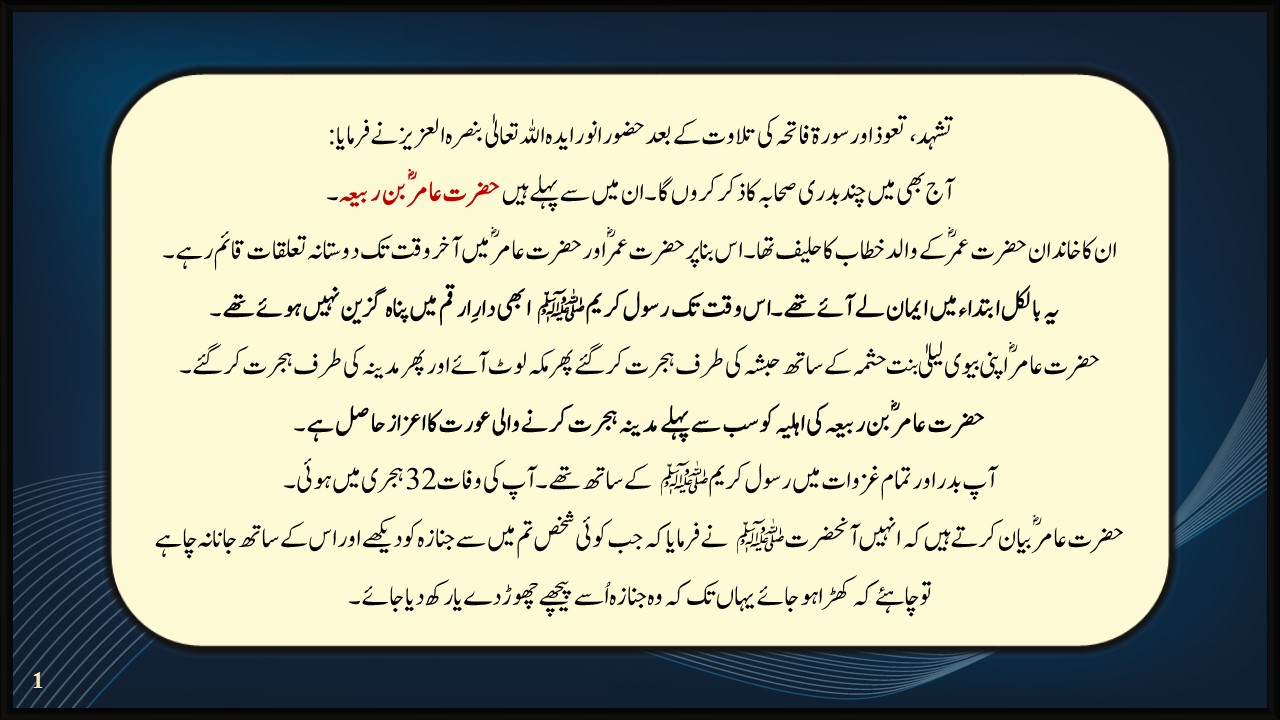 تشہد، تعوذ اور سورۃ فاتحہ کی تلاوت کے بعد حضور انور ایدہ اللہ تعالیٰ بنصرہ العزیز نے فرمایا:
آج بھی میں چند بدری صحابہ کا ذکر کروں گا۔ان میں سے پہلے ہیں حضرت عامرؓ بن ربیعہ۔
ان کا خاندان حضرت عمرؓ کے والد خطاب کا حلیف تھا۔اس بنا پر حضرت عمرؓ اور حضرت عامرؓ میں آخر وقت تک دوستانہ تعلقات قائم رہے۔
یہ بالکل ابتداء میں ایمان لے آئے تھے۔اس وقت تک رسول کریم ﷺ ابھی دارِ ارقم میں پناہ گزین نہیں ہوئے تھے۔
حضرت عامرؓ اپنی بیوی لیلیٰ بنت حثمہ کے ساتھ حبشہ کی طرف ہجرت کر گئے پھر مکہ لوٹ آئے اور پھر مدینہ کی طرف ہجرت کر گئے۔
حضرت عامرؓ بن ربیعہ کی اہلیہ کو سب سے پہلے مدینہ ہجرت کرنے والی عورت کا اعزاز حاصل ہے۔
آپ بدر اور تمام غزوات میں رسول کریم ﷺ کے ساتھ تھے۔آپ کی وفات 32 ہجری میں ہوئی۔
حضرت عامرؓ بیان کرتے ہیں کہ انہیں آنحضرت ﷺ نے فرمایا کہ جب کوئی شخص تم میں سے جنازہ کو دیکھے اور اس کے ساتھ جانا نہ چاہے
تو چاہئے کہ کھڑا ہو جائے یہاں تک کہ وہ جنازہ اُسے پیچھے چھوڑ دے یا رکھ دیا جائے۔
1